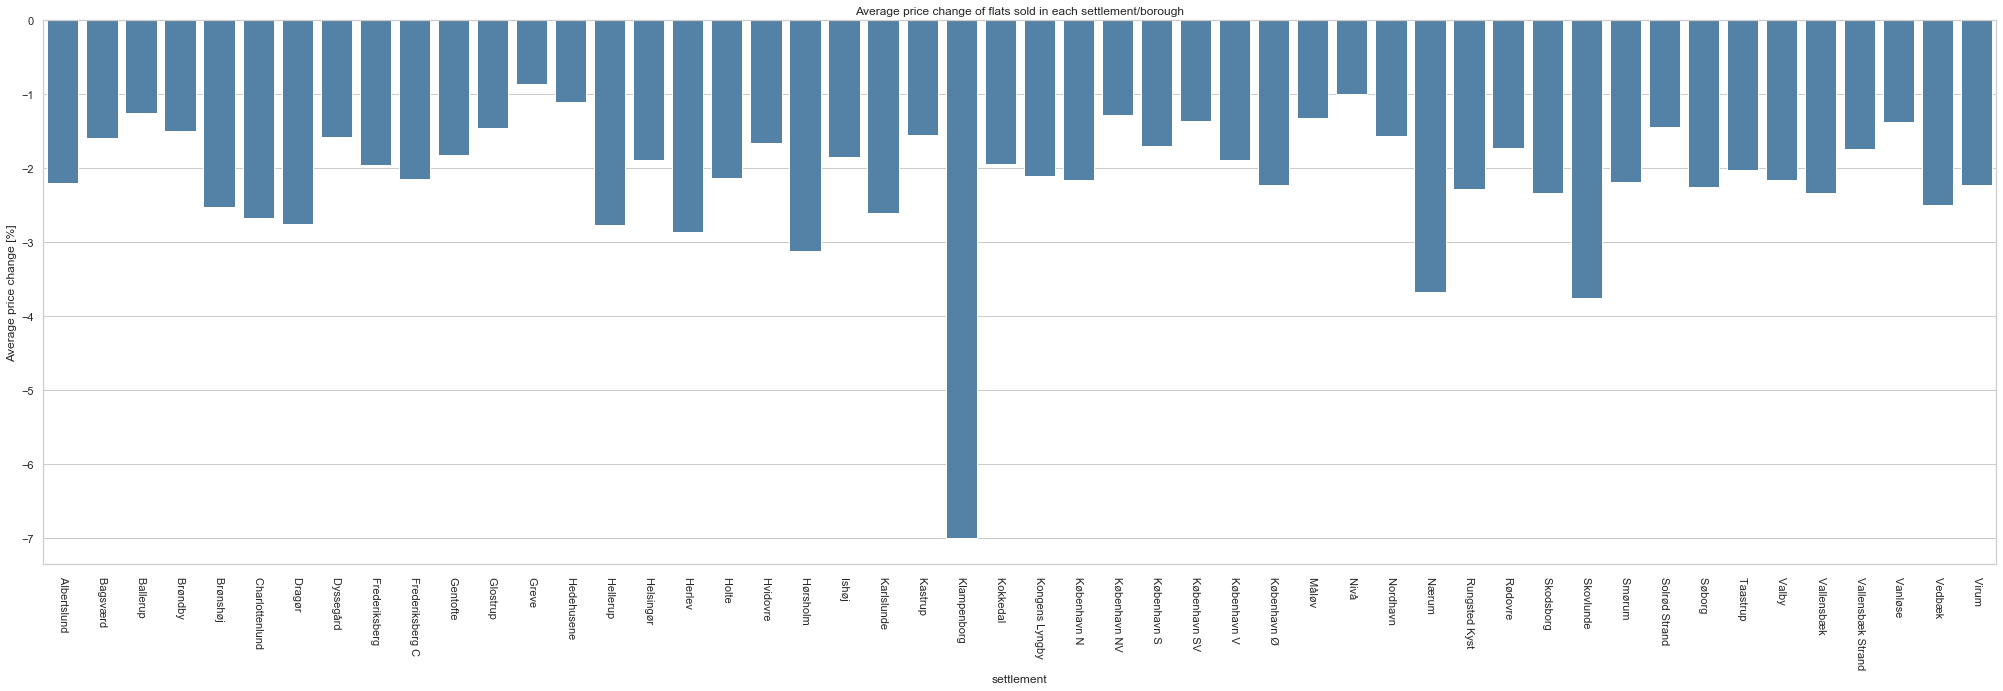 Average price change of flats sold in each settlement/borough
0
−1
−2
−3
−4
−5
−6
−7
Average price change [%]
Albertslund
Bagsværd
Ballerup
Brøndby
Brønshøj
Charlottenlund
Dragør
Dyssegård
Frederiksberg
Frederiksberg C
Gentofte
Glostrup
Greve
Hedehusene
Hellerup
Helsingør
Herlev
Holte
Hvidovre
Hørsholm
Ishøj
Karlslunde
Kastrup
Klampenborg
Kokkedal
Kongens Lyngby
København N
København NV
København S
København SV
København V
København Ø
Måløv
Nivå
Nordhavn
Nærum
Rungsted Kyst
Rødovre
Skodsborg
Skovlunde
Smørum
Solrød Strand
Søborg
Taastrup
Valby
Vallensbæk
Vallensbæk Strand
Vanløse
Vedbæk
Virum
settlement